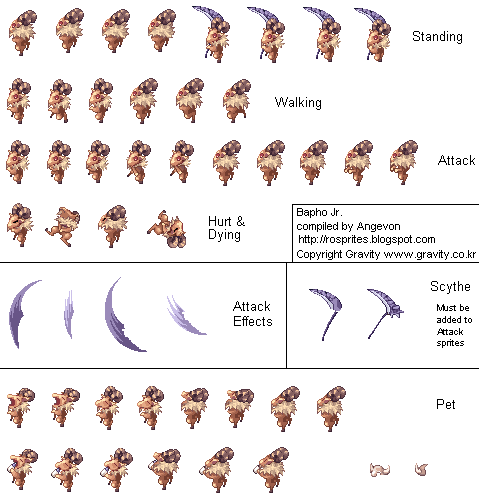 Standing
Walking
Attack
Hurt &
Dying
Bapho Jr.
compiled by Angevon
http://rosprites.blogspot.com
Copyright Gravity www.gravity.co.kr
Attack
Effects
Scythe
Must be
added to
Attack
sprites
Pet